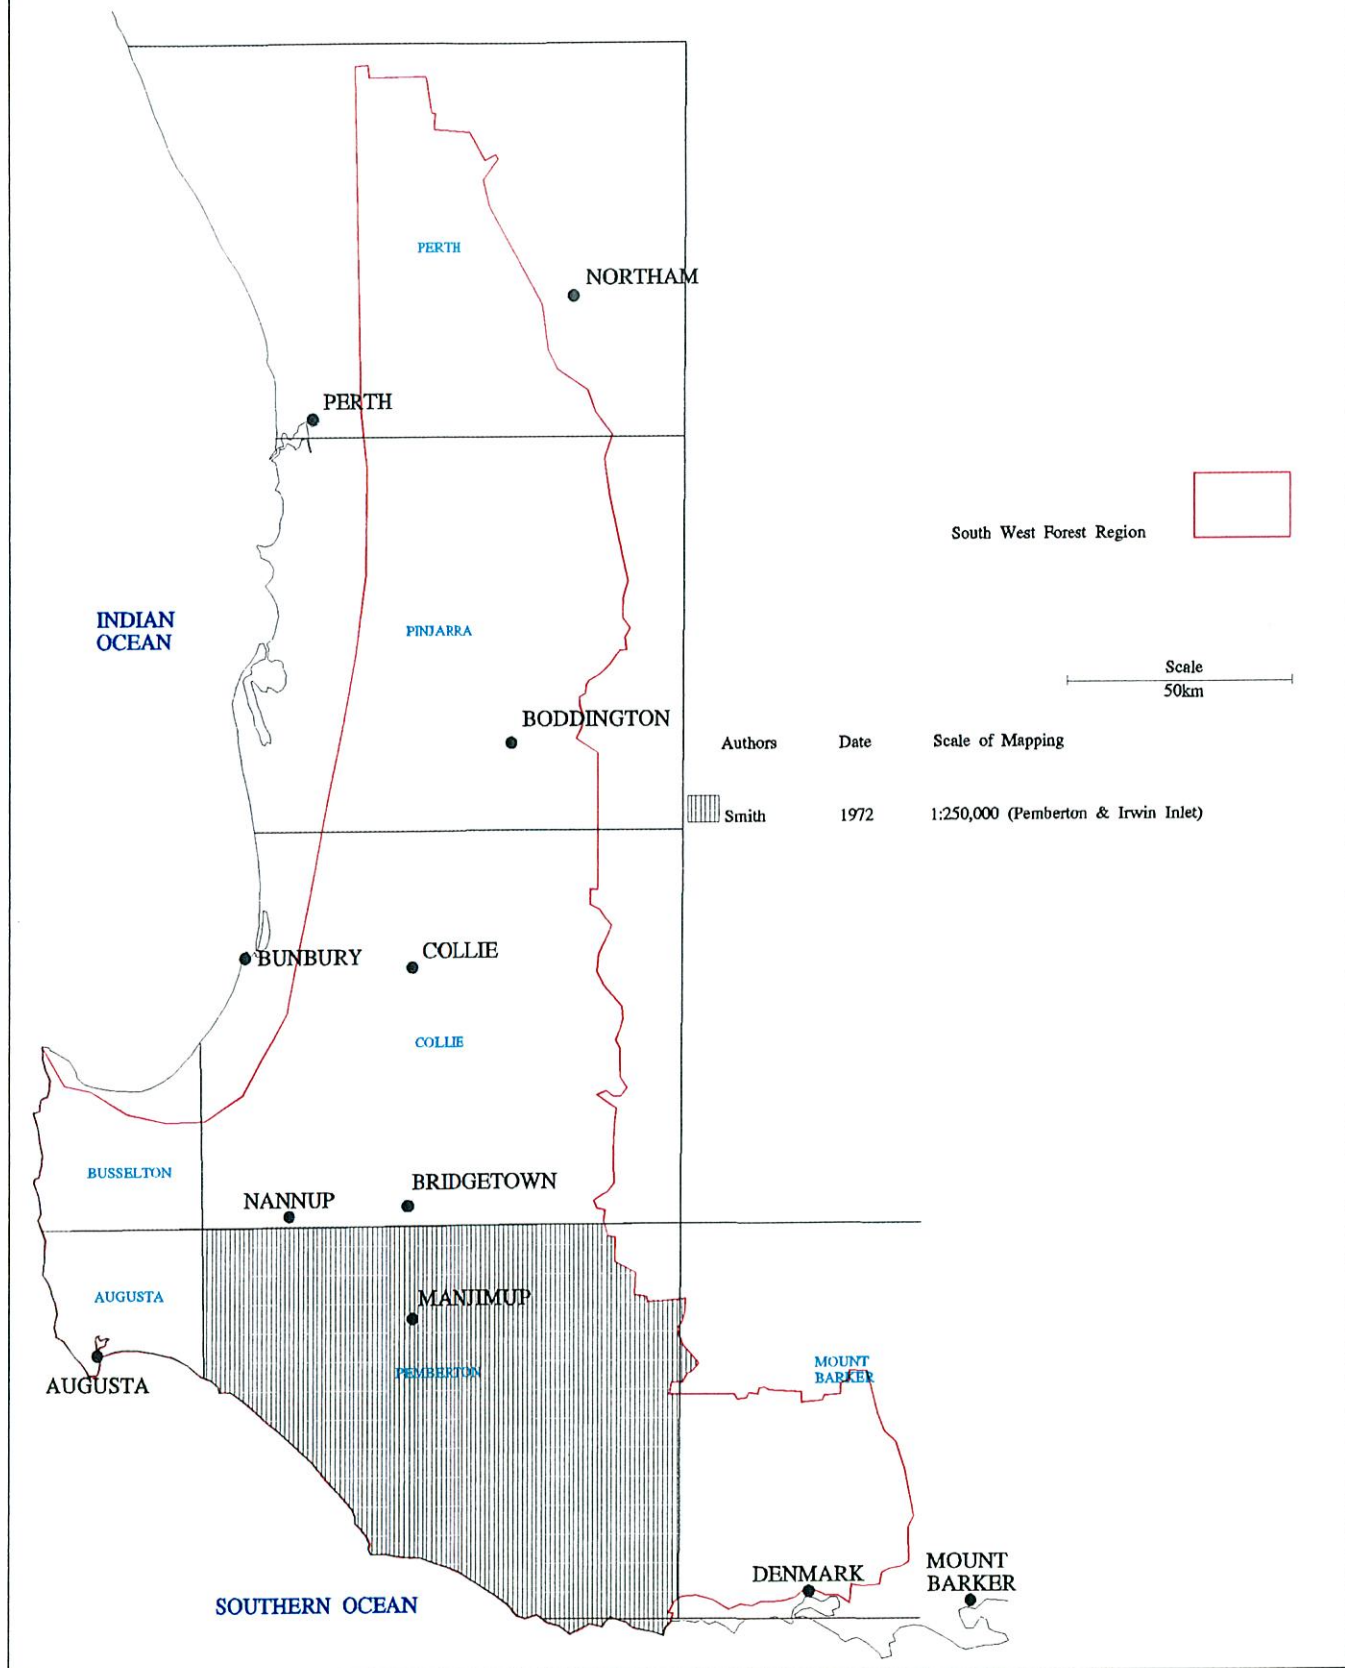 PERTH
NORTHAM
PERTH
South West Forest Region
INDIAN
OCEAN
PINJARRA
Scale
50km
BODDINGTON
Authors Date Scale of Mapping
Smith 1972 1:250,000 (Pemberton & Irwin Inlet)
BUNBURY
COLLIE
COLLIE
BUSSELTON
BRIDGETOWN
NANNUP
AUGUSTA
MANJIMUP
PEMBERTON
MOUNT
BARKER
AUGUSTA
DENMARK
MOUNT
BARKER
SOUTHERN OCEAN